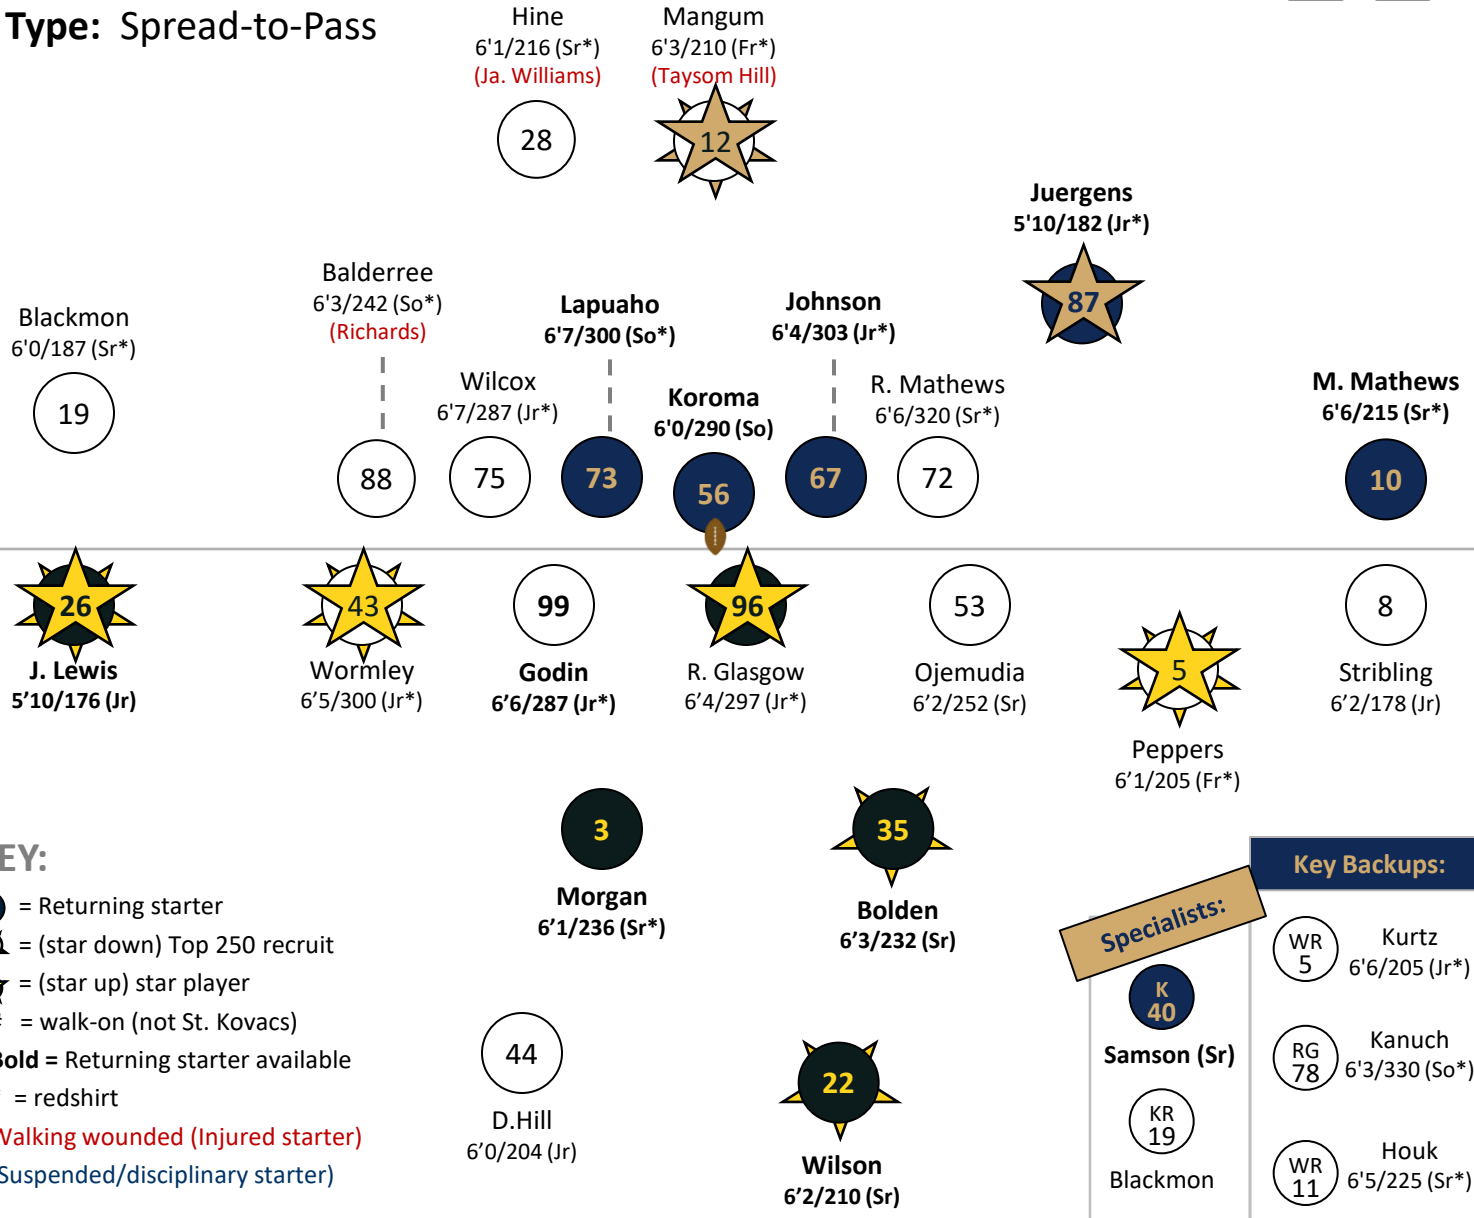 Type: Spread-to-Pass
Hine
6'1/216 (Sr*)
(Ja. Williams)
28
Mangum
6'3/210 (Fr*)
(Taysom Hill)
12
Juergens
5'10/182 (Jr*)
87
Blackmon
6'0/187 (Sr*)
19
Balderree
6'3/242 (So*)
(Richards)
88
Wilcox
6'7/287 (Jr*)
75
Lapuaho
6'7/300 (So*)
73
Koroma
6'0/290 (So)
56
Johnson
6'4/303 (Jr*)
67
R. Mathews
6'6/320 (Sr*)
72
M. Mathews
6'6/215 (Sr*)
10
26
J. Lewis
5’10/176 (Jr)
43
Wormley
6’5/300 (Jr*)
99
Godin
6’6/287 (Jr*)
96
R. Glasgow
6’4/297 (Jr*)
53
Ojemudia
6’2/252 (Sr)
5
Peppers
6’1/205 (Fr*)
8
Stribling
6’2/178 (Jr)
3
Morgan
6’1/236 (Sr*)
35
Bolden
6’3/232 (Sr)
44
D.Hill
6’0/204 (Jr)
22
Wilson
6’2/210 (Sr)
EY:
= Returning starter
= (star down) Top 250 recruit
= (star up) star player
= walk-on (not St. Kovacs)
Bold = Returning starter available
= redshirt
Walking wounded (Injured starter)
Suspended/disciplinary starter)
Specialists:
K
40
Samson (Sr)
KR
19
Blackmon
Key Backups:
WR
5
Kurtz
6'6/205 (Jr*)
RG
78
Kanuch
6'3/330 (So*)
WR
11
Houk
6'5/225 (Sr*)